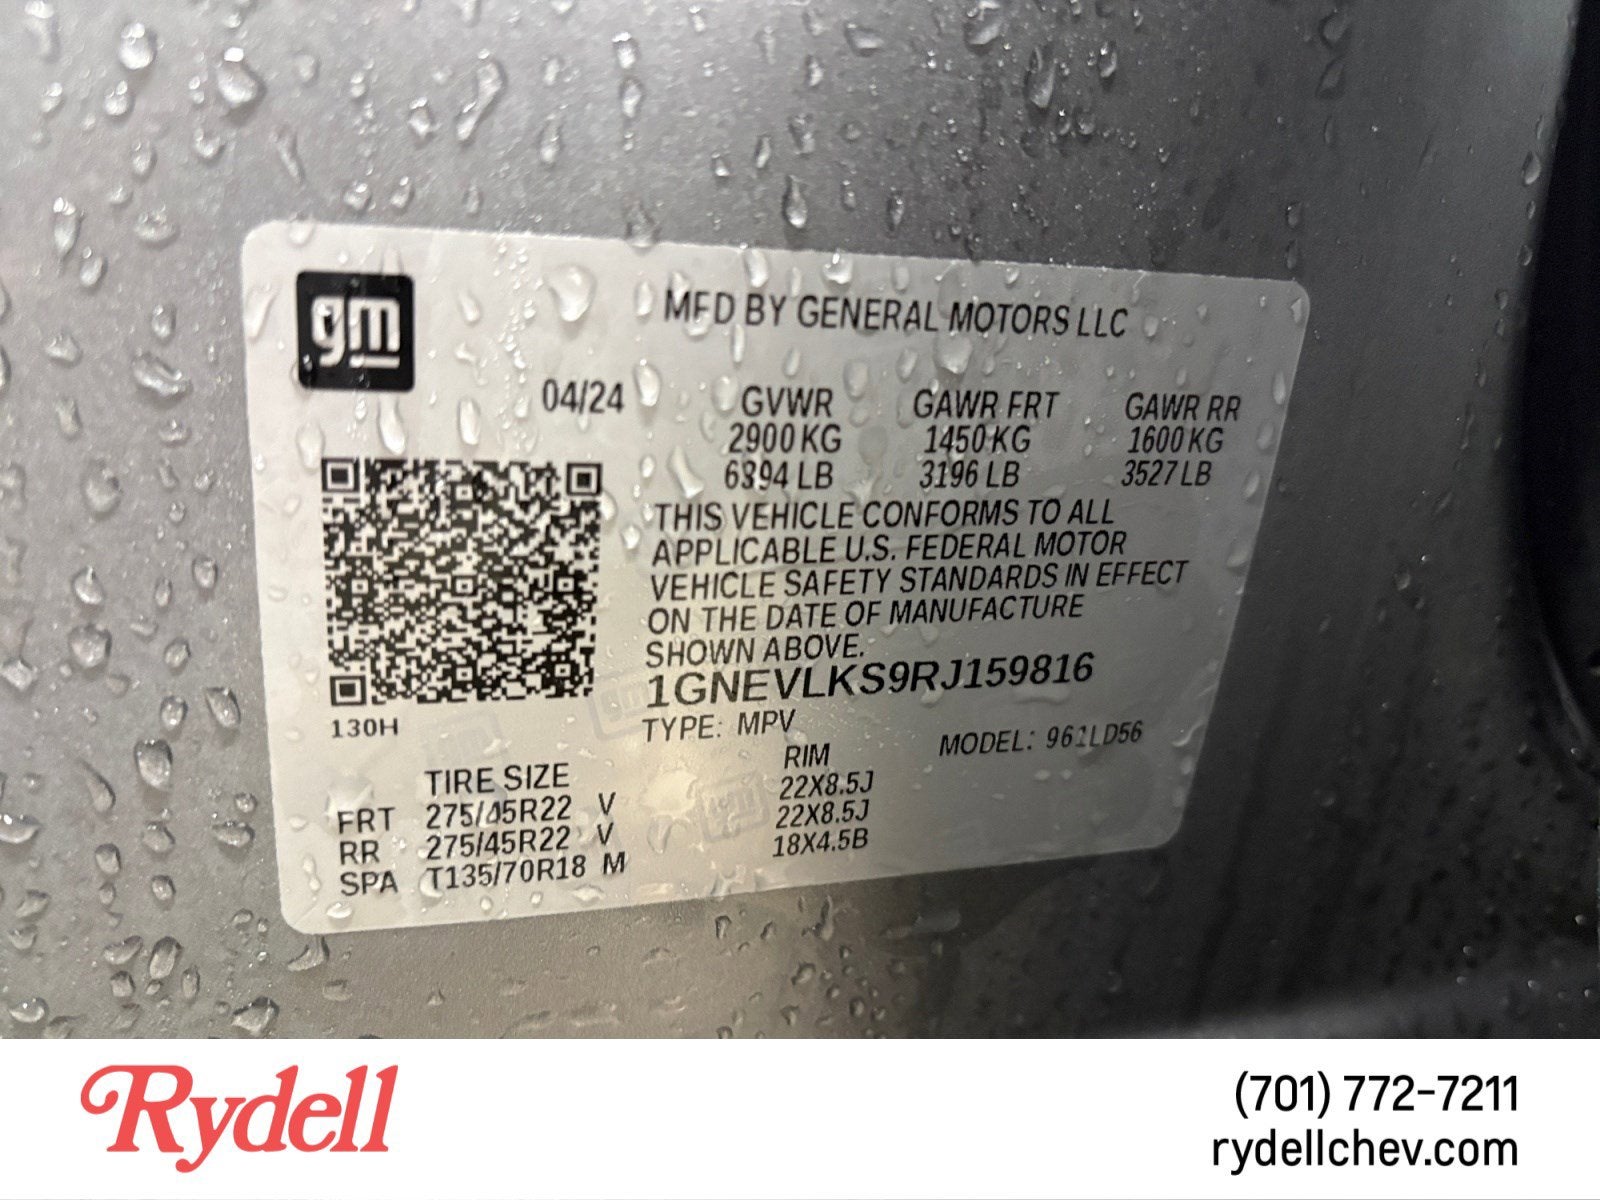 gm
MFD BY GENERAL MOTORS LLC
04/24
GVWR GAWR FRT GAWR RR
2900 KG 1450 KG 1600 KG
6394 LB 3196 LB 3527 LB
THIS VEHICLE CONFORMS TO ALL
APPLICABLE U.S. FEDERAL MOTOR
VEHICLE SAFETY STANDARDS IN EFFECT
ON THE DATE OF MANUFACTURE
SHOWN ABOVE.
1GNEVLKS9RJ159816
130H
TYPE: MPV MODEL: 961LD56
TIRE SIZE RIM
FRT 275/45R22 V 22X8.5J
RR 275/45R22 V 22X8.5J
SPA T135/70R18 M 18X4.5B
Rydell
(701) 772-7211
rydellchev.com